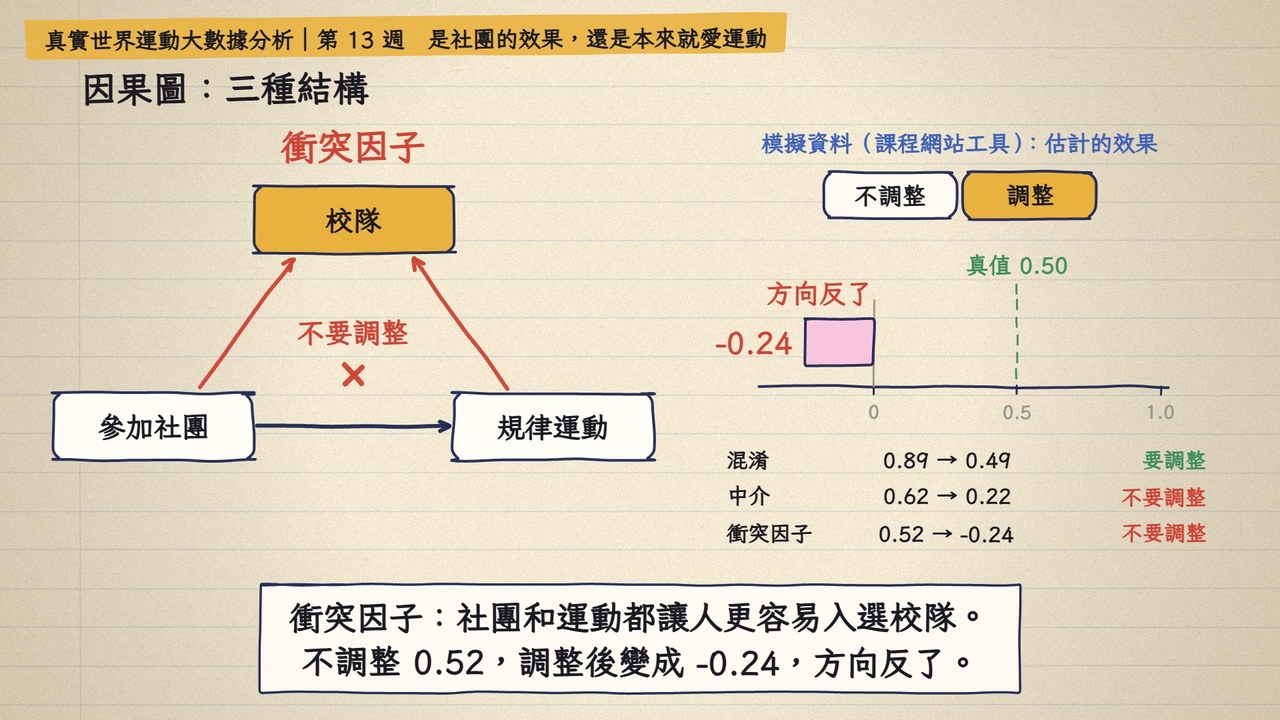 真實世界運動大數據分析｜第 13 週　是社團的效果，還是本來就愛運動
因果圖：三種結構
衝突因子
校隊
不要調整
參加社團
規律運動
模擬資料（課程網站工具）：估計的效果
不調整
調整
真值 0.50
方向反了
-0.24
0
0.5
1.0
混淆 0.89 → 0.49 要調整
中介 0.62 → 0.22 不要調整
衝突因子 0.52 → -0.24 不要調整
衝突因子：社團和運動都讓人更容易入選校隊。
不調整 0.52，調整後變成 -0.24，方向反了。